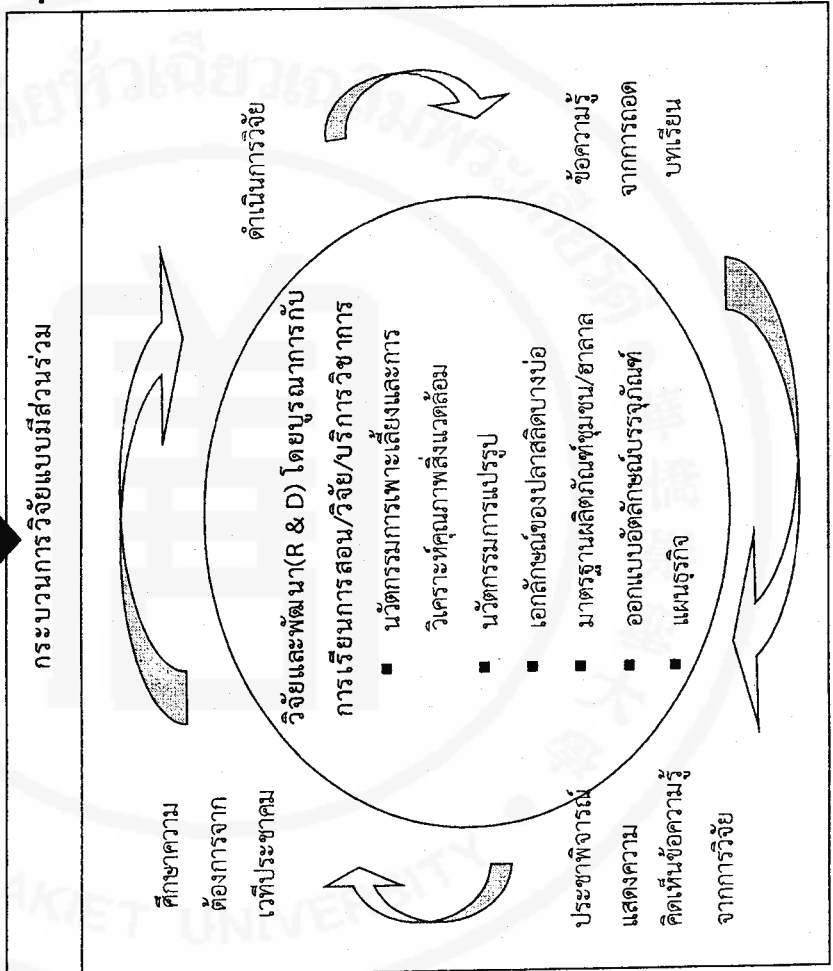 กระบวนการวิจัยแบบมีส่วนร่วม
ศึกษาความ
ต้องการจาก
เวทีประชาคม
ดำเนินการวิจัย
วิจัยและพัฒนา(R & D) โดยบูรณาการกับ
การเรียนการสอน/วิจัย/บริการวิชาการ
■ นวัตกรรมการเพาะเลี้ยงและการ
วิเคราะห์คุณภาพสิ่งแวดล้อม
■ นวัตกรรมการแปรรูป
■ เอกลักษณ์ของปลาสลิดบางบ่อ
■ มาตรฐานผลิตภัณฑ์ชุมชน/ฮาลาล
■ ออกแบบอัตลักษณ์บรรจุภัณฑ์
■ แผนธุรกิจ
ประชาพิจารณ์
แสดงความ
คิดเห็นข้อความรู้
จากการวิจัย
ข้อความรู้
จากการถอด
บทเรียน
UNIVERSITY